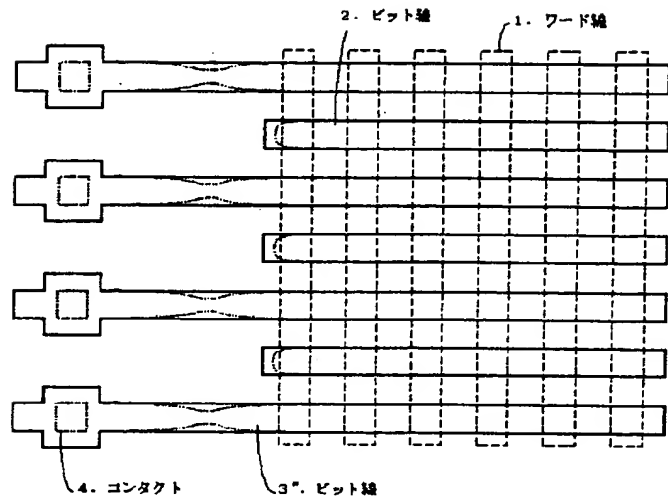 2. ビット線
1. ワード線
4. コンタクト
3". ビット線